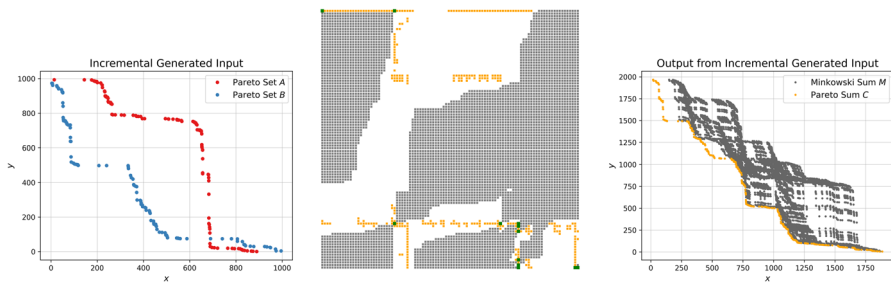 Incremental Generated Input
Pareto Set A
Pareto Set B
1000
800
600
400
200
0
y
0
200
400
600
800
1000
x
Output from Incremental Generated Input
Minkowski Sum M
Pareto Sum C
2000
1750
1500
1250
1000
750
500
250
0
y
0
250
500
750
1000
1250
1500
1750
x